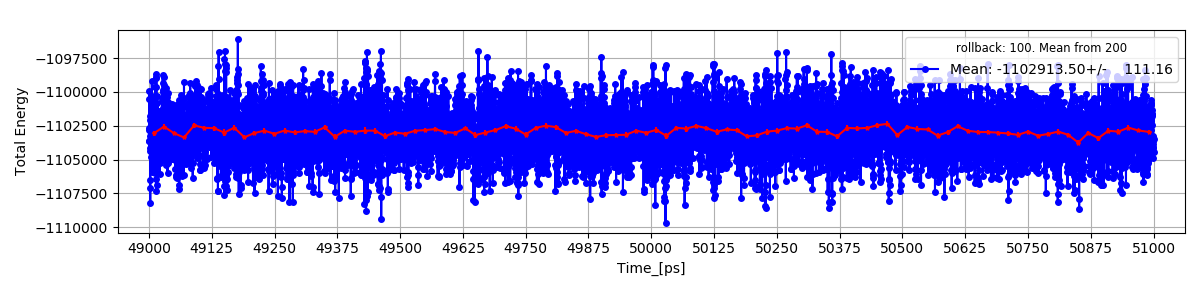 rollback: 100. Mean from 200
Mean: -1102913.50+/- 111.16
Total Energy
−1097500
−1100000
−1102500
−1105000
−1107500
−1110000
49000 49125 49250 49375 49500 49625 49750 49875 50000 50125 50250 50375 50500 50625 50750 50875 51000
Time_[ps]